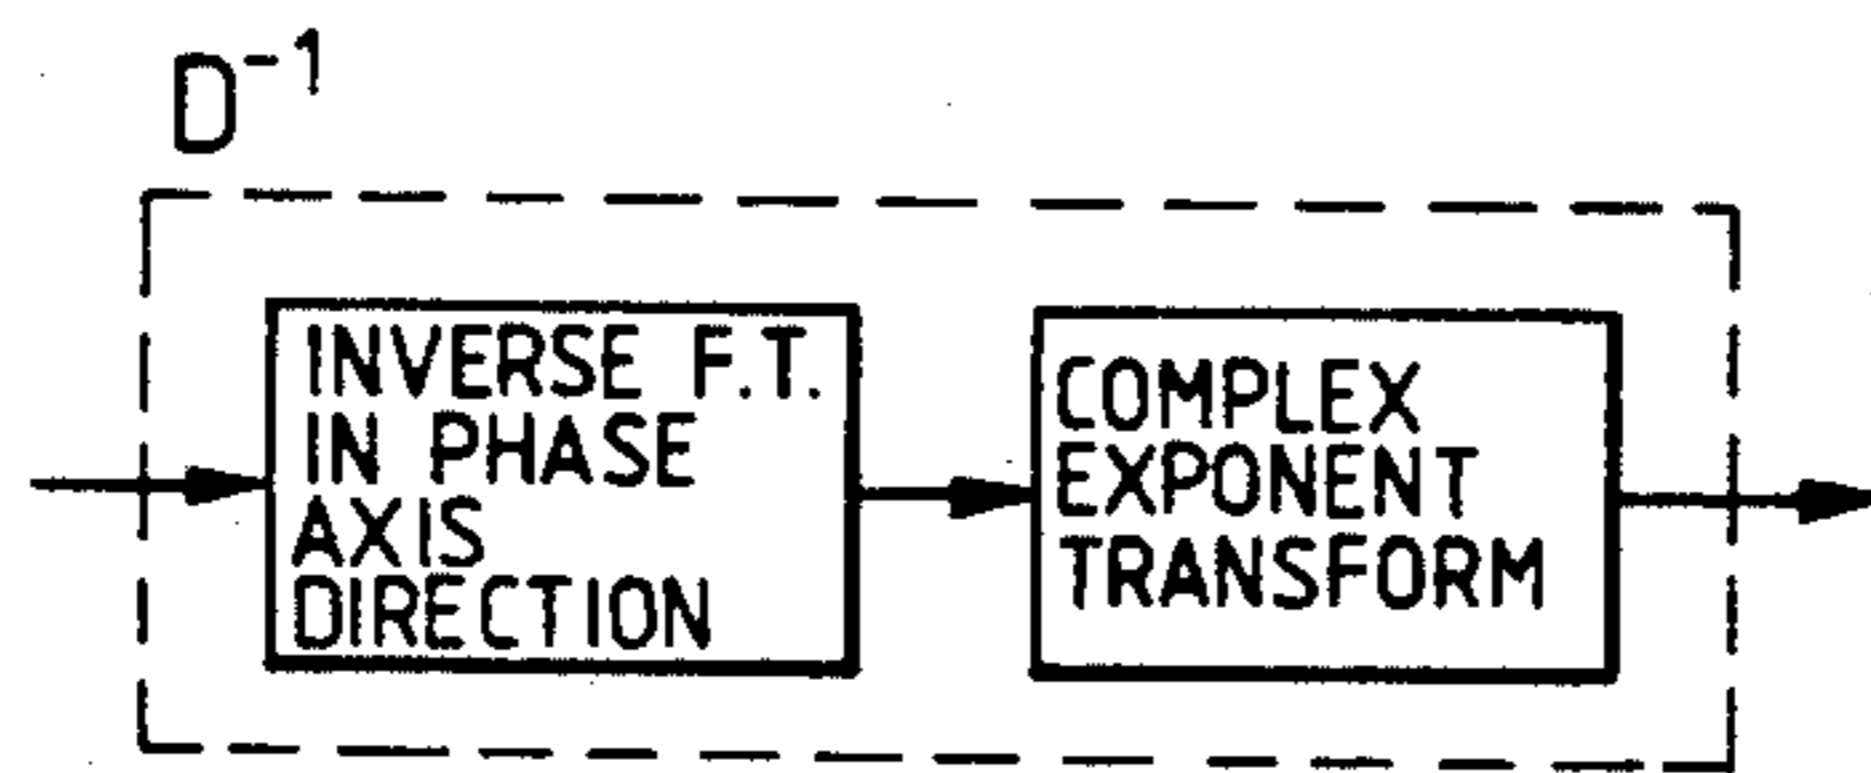 D⁻¹
INVERSE F.T.
IN PHASE
AXIS
DIRECTION
COMPLEX
EXPONENT
TRANSFORM